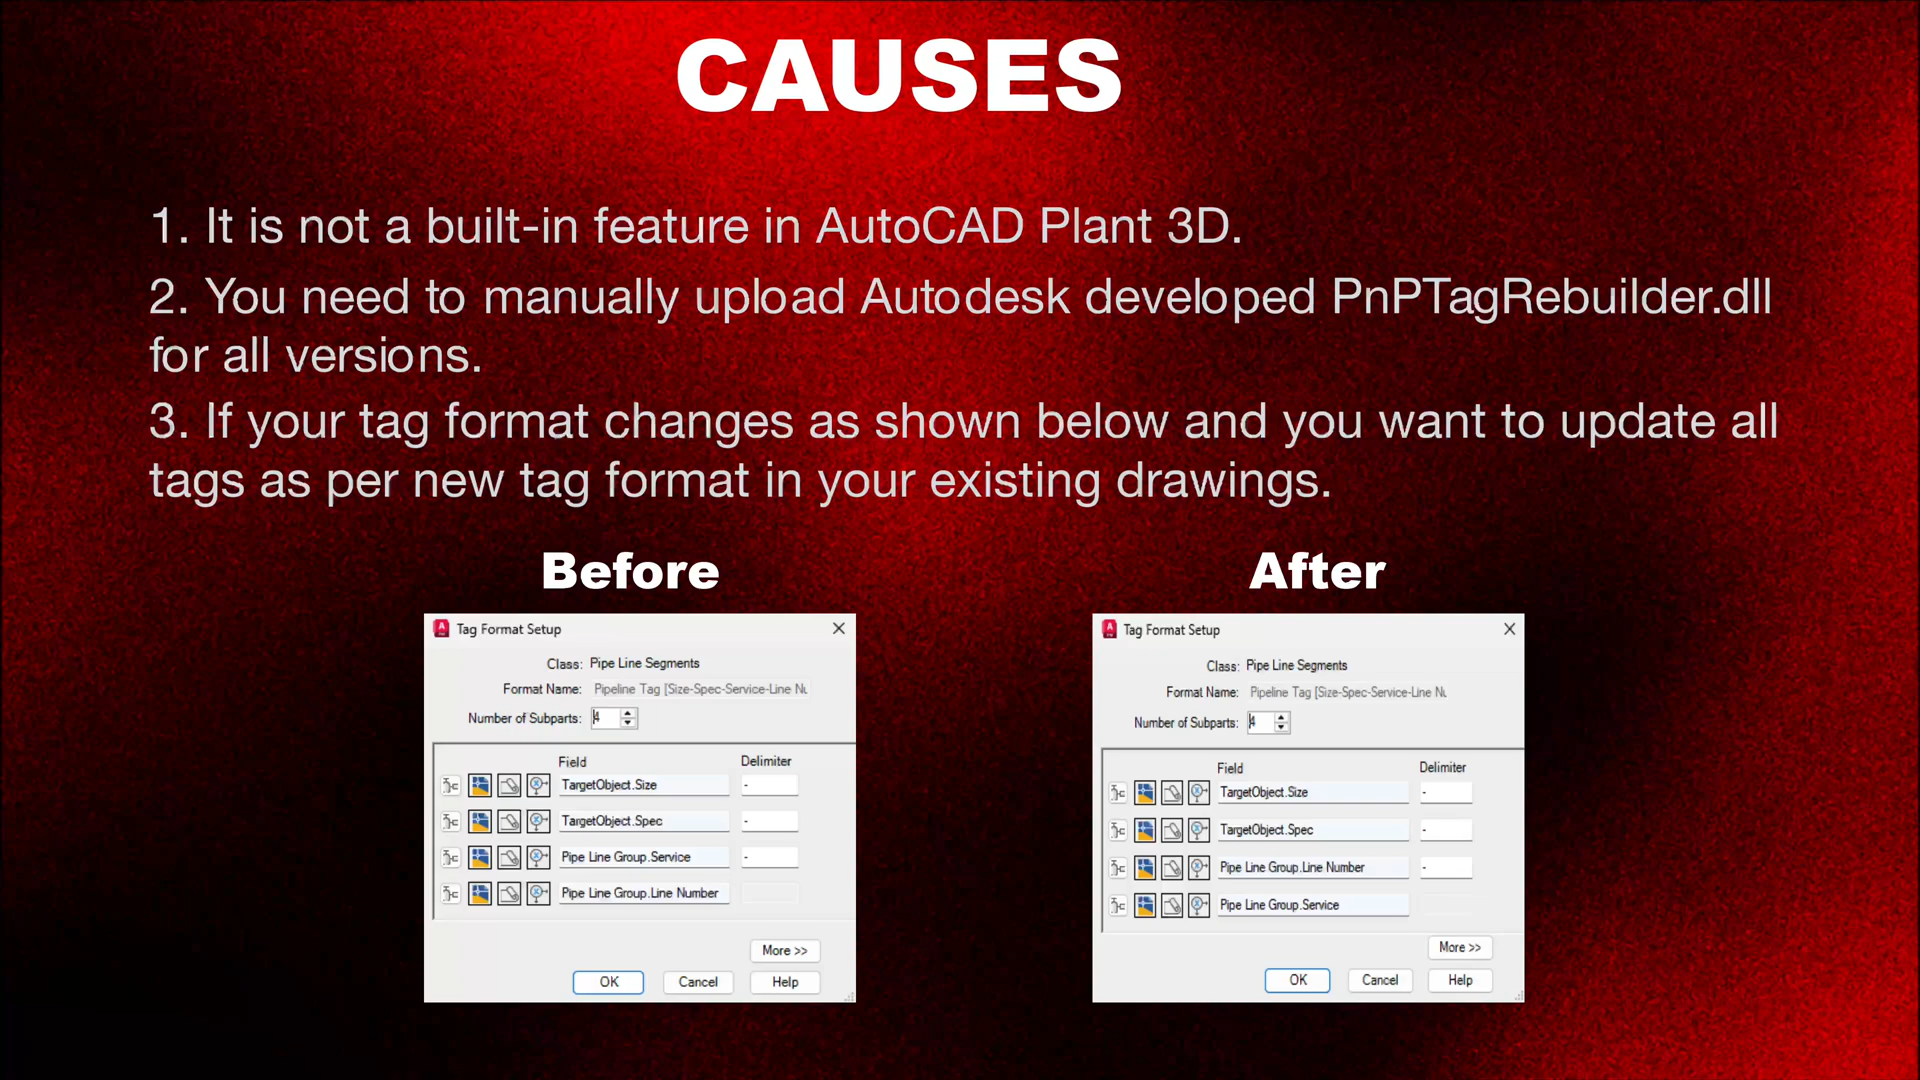 CAUSES
1. It is not a built-in feature in AutoCAD Plant 3D.
2. You need to manually upload Autodesk developed PnPTagRebuilder.dll
for all versions.
3. If your tag format changes as shown below and you want to update all
tags as per new tag format in your existing drawings.
Before
Tag Format Setup
Class: Pipe Line Segments
Format Name: Pipeline Tag [Size-Spec-Service-Line Nu
Number of Subparts: 4
Field Delimiter
TargetObject.Size -
TargetObject.Spec -
Pipe Line Group.Service -
Pipe Line Group.Line Number
More >>
OK Cancel Help
After
Tag Format Setup
Class: Pipe Line Segments
Format Name: Pipeline Tag [Size-Spec-Service-Line Nu
Number of Subparts: 4
Field Delimiter
TargetObject.Size -
TargetObject.Spec -
Pipe Line Group.Line Number -
Pipe Line Group.Service
More >>
OK Cancel Help